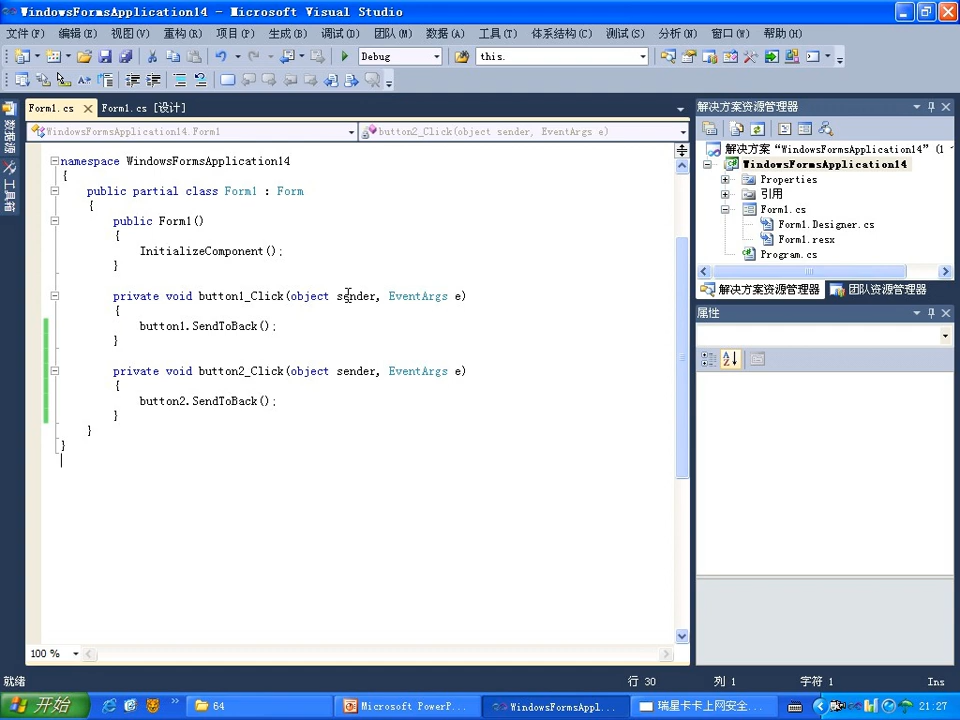 WindowsFormsApplication14 - Microsoft Visual Studio
文件(F) 编辑(E) 视图(V) 重构(R) 项目(P) 生成(B) 调试(D) 团队(M) 数据(A) 工具(T) 体系结构(C) 测试(S) 分析(N) 窗口(W) 帮助(H)
Debug this.
Form1.cs Form1.cs [设计]
WindowsFormsApplication14.Form1 button2_Click(object sender, EventArgs e)
数据源
工具箱
namespace WindowsFormsApplication14
{
public partial class Form1 : Form
{
public Form1()
{
InitializeComponent();
}
private void button1_Click(object sender, EventArgs e)
{
button1.SendToBack();
}
private void button2_Click(object sender, EventArgs e)
{
button2.SendToBack();
}
}
}
100 %
解决方案资源管理器
解决方案“WindowsFormsApplication14”(1
WindowsFormsApplication14
Properties
引用
Form1.cs
Form1.Designer.cs
Form1.resx
Program.cs
解决方案资源管理器 团队资源管理器
属性
就绪 行 30 列 1 字符 1 Ins
开始 64 Microsoft PowerP... WindowsFormsAppl... 瑞星卡卡上网安全... 21:27